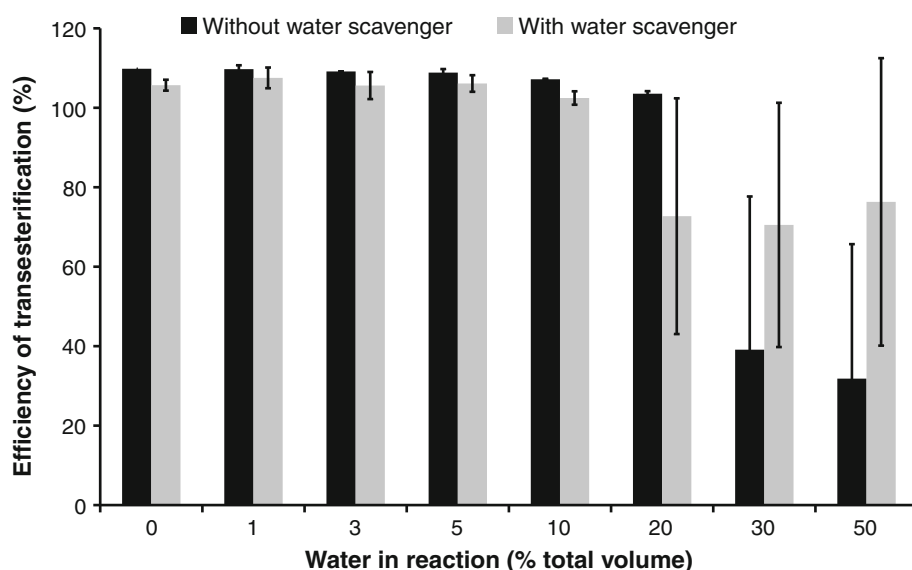 Without water scavenger With water scavenger
Efficiency of transesterification (%)
120
100
80
60
40
20
0
0 1 3 5 10 20 30 50
Water in reaction (% total volume)